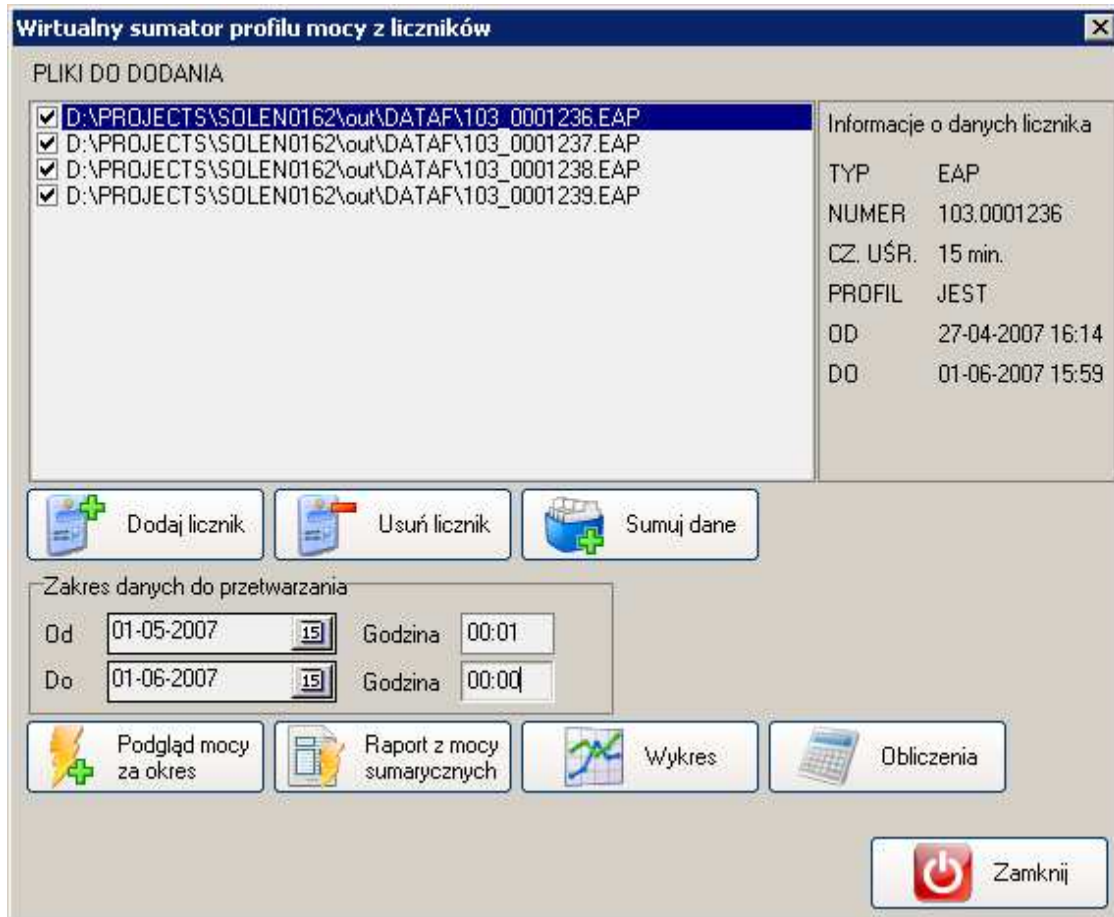 Wirtualny sumator profilu mocy z liczników
PLIKI DO DODANIA
D:\PROJECTS\SOLEN0162\out\DATAF\103_0001236.EAP
D:\PROJECTS\SOLEN0162\out\DATAF\103_0001237.EAP
D:\PROJECTS\SOLEN0162\out\DATAF\103_0001238.EAP
D:\PROJECTS\SOLEN0162\out\DATAF\103_0001239.EAP
Informacje o danych licznika
TYP EAP
NUMER 103.0001236
CZ. UŚR. 15 min.
PROFIL JEST
OD 27-04-2007 16:14
DO 01-06-2007 15:59
Dodaj licznik Usuń licznik Sumuj dane
Zakres danych do przetwarzania
Od 01-05-2007 15 Godzina 00:01
Do 01-06-2007 15 Godzina 00:00
Podgląd mocy za okres
Raport z mocy sumarycznych
Wykres
Obliczenia
Zamknij